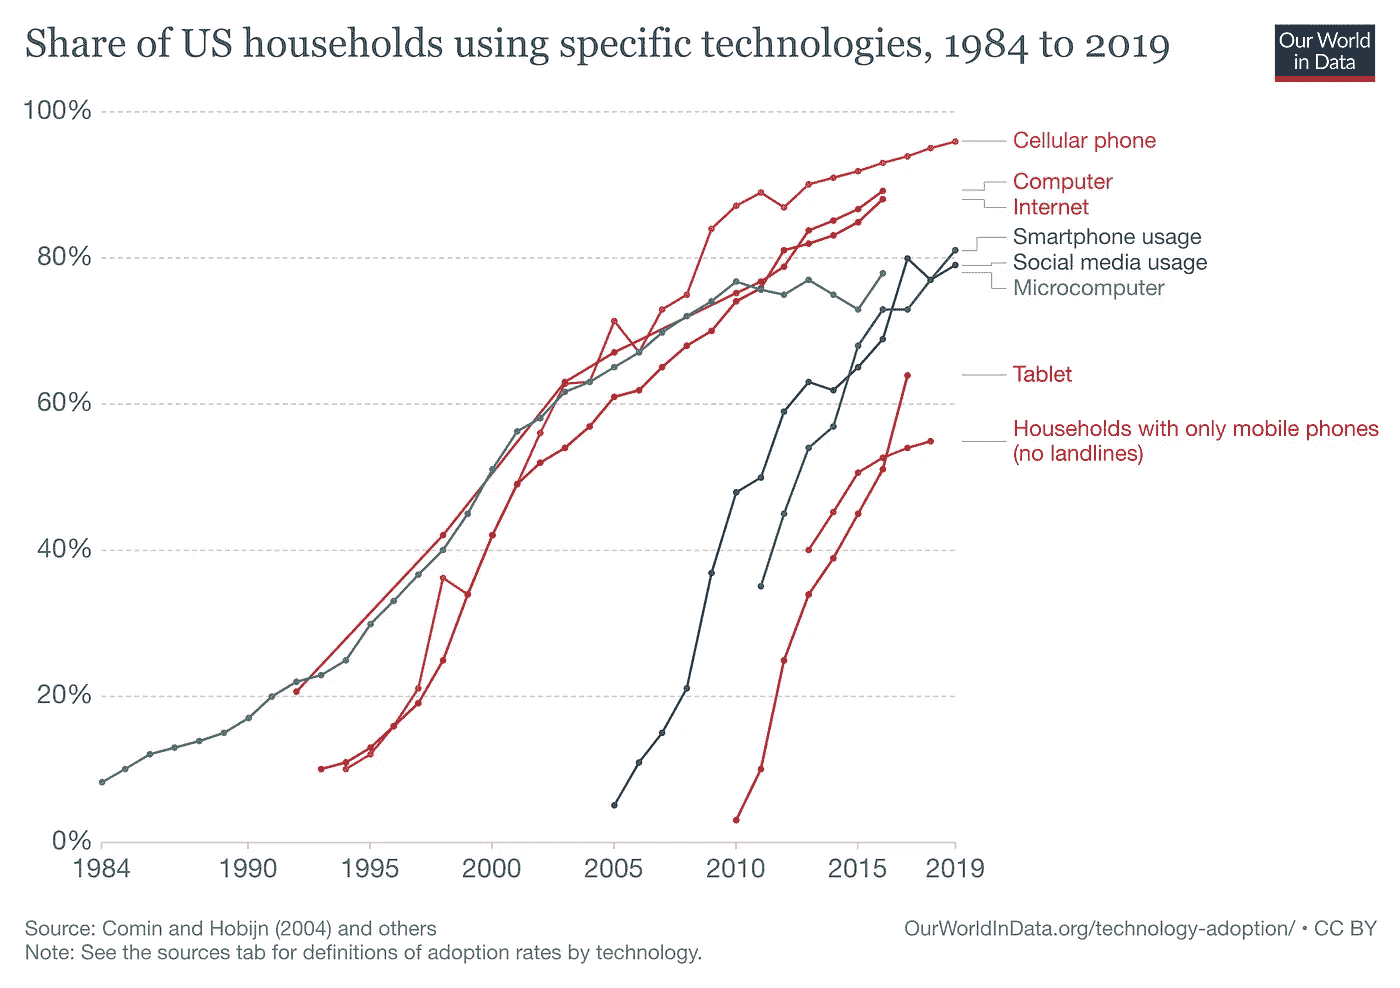 Share of US households using specific technologies, 1984 to 2019
Our World
in Data
100%
80%
60%
40%
20%
0%
1984
1990
1995
2000
2005
2010
2015
2019
Cellular phone
Computer
Internet
Smartphone usage
Social media usage
Microcomputer
Tablet
Households with only mobile phones
(no landlines)
Source: Comin and Hobijn (2004) and others
Note: See the sources tab for definitions of adoption rates by technology.
OurWorldInData.org/technology-adoption/ • CC BY